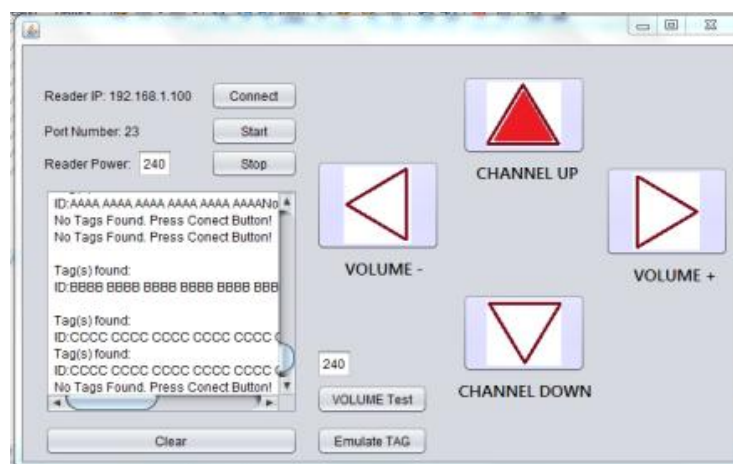 Reader IP: 192.168.1.100
Connect
Port Number: 23
Start
Reader Power: 240
Stop
ID:AAAA AAAA AAAA AAAA AAAA AAAANo
No Tags Found. Press Conect Button!
No Tags Found. Press Conect Button!
Tag(s) found:
ID:BBBB BBBB BBBB BBBB BBBB BBB
Tag(s) found:
ID:CCCC CCCC CCCC CCCC CCCC
Tag(s) found:
ID:CCCC CCCC CCCC CCCC CCCC
No Tags Found. Press Conect Button!
Clear
CHANNEL UP
VOLUME -
VOLUME +
CHANNEL DOWN
240
VOLUME Test
Emulate TAG